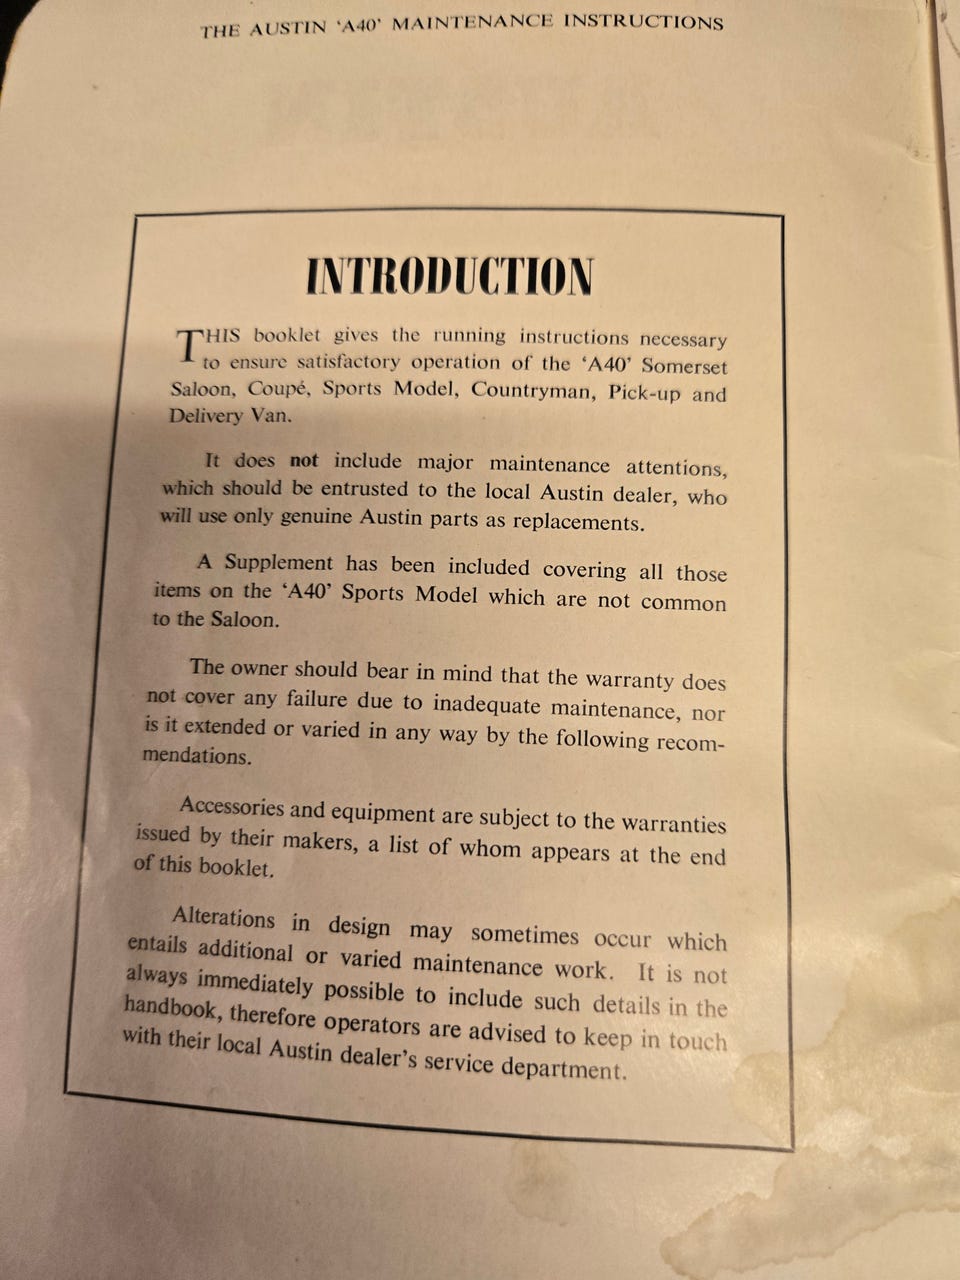 THE AUSTIN ‘A40’ MAINTENANCE INSTRUCTIONS
INTRODUCTION
THIS booklet gives the running instructions necessary
to ensure satisfactory operation of the ‘A40’ Somerset
Saloon, Coupé, Sports Model, Countryman, Pick-up and
Delivery Van.
It does not include major maintenance attentions,
which should be entrusted to the local Austin dealer, who
will use only genuine Austin parts as replacements.
A Supplement has been included covering all those
items on the ‘A40’ Sports Model which are not common
to the Saloon.
The owner should bear in mind that the warranty does
not cover any failure due to inadequate maintenance, nor
is it extended or varied in any way by the following recom-
mendations.
Accessories and equipment are subject to the warranties
issued by their makers, a list of whom appears at the end
of this booklet.
Alterations in design may sometimes occur which
entails additional or varied maintenance work. It is not
always immediately possible to include such details in the
handbook, therefore operators are advised to keep in touch
with their local Austin dealer’s service department.